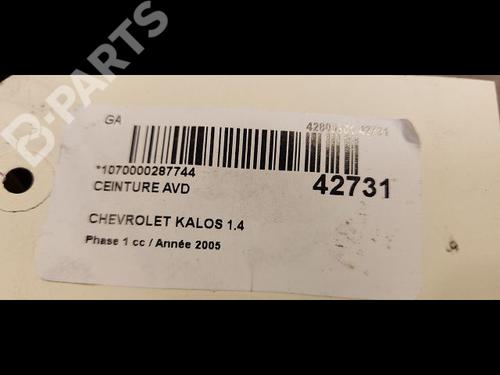 B-PARTS
GA
*1070000287744
CEINTURE AVD
42731
CHEVROLET KALOS 1.4
Phase 1 cc / Année 2005